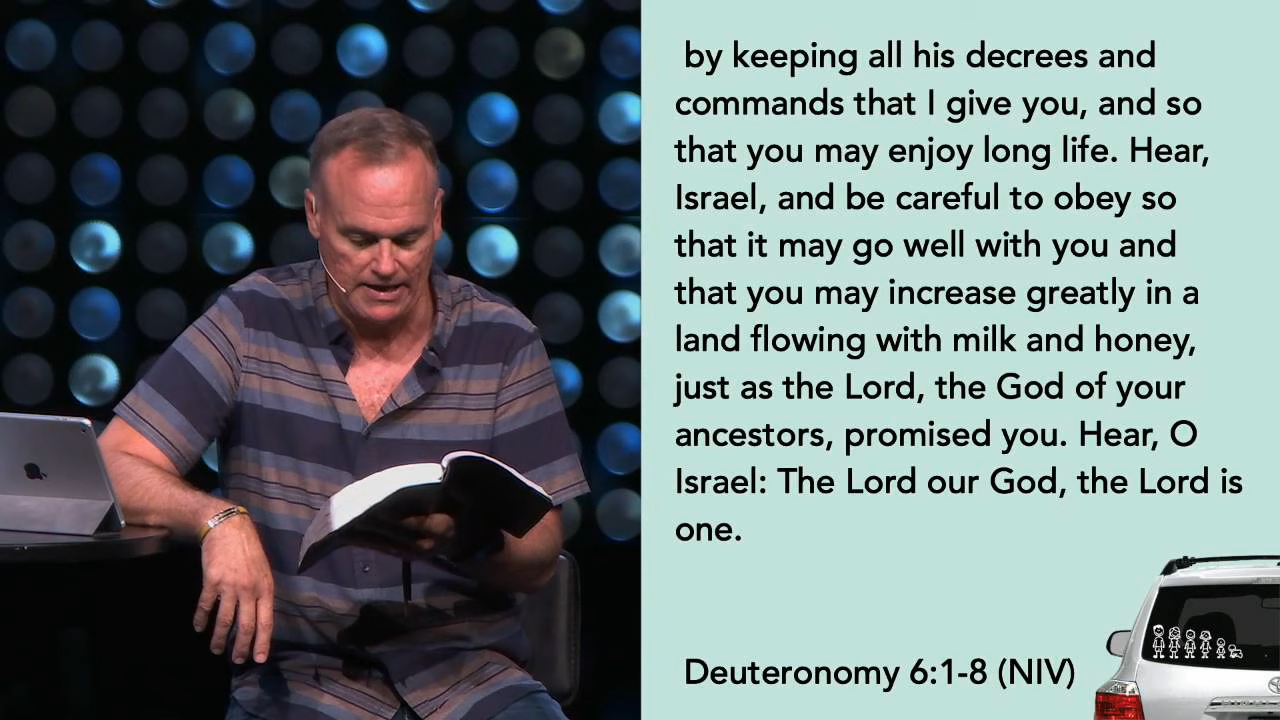 by keeping all his decrees and
commands that I give you, and so
that you may enjoy long life. Hear,
Israel, and be careful to obey so
that it may go well with you and
that you may increase greatly in a
land flowing with milk and honey,
just as the Lord, the God of your
ancestors, promised you. Hear, O
Israel: The Lord our God, the Lord is
one.
Deuteronomy 6:1-8 (NIV)